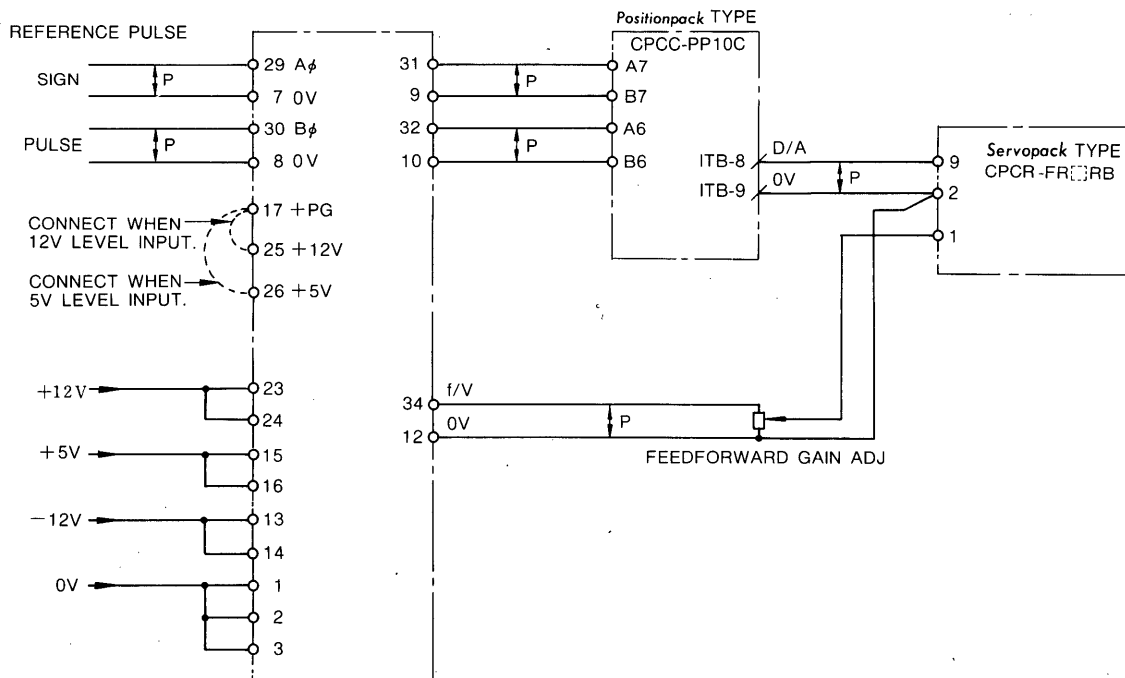 REFERENCE PULSE
SIGN
PULSE
P
P
29 Aφ
7 0V
30 Bφ
8 0V
17 +PG
25 +12V
26 +5V
CONNECT WHEN
12V LEVEL INPUT.
CONNECT WHEN
5V LEVEL INPUT.
+12V
23
24
+5V
15
16
−12V
13
14
0V
1
2
3
31
9
32
10
P
P
34
f/V
12
0V
P
FEEDFORWARD GAIN ADJ
Positionpack TYPE
CPCC-PP10C
A7
B7
A6
B6
ITB-8
D/A
ITB-9
0V
P
9
2
1
Servopack TYPE
CPCR-FR⬚RB